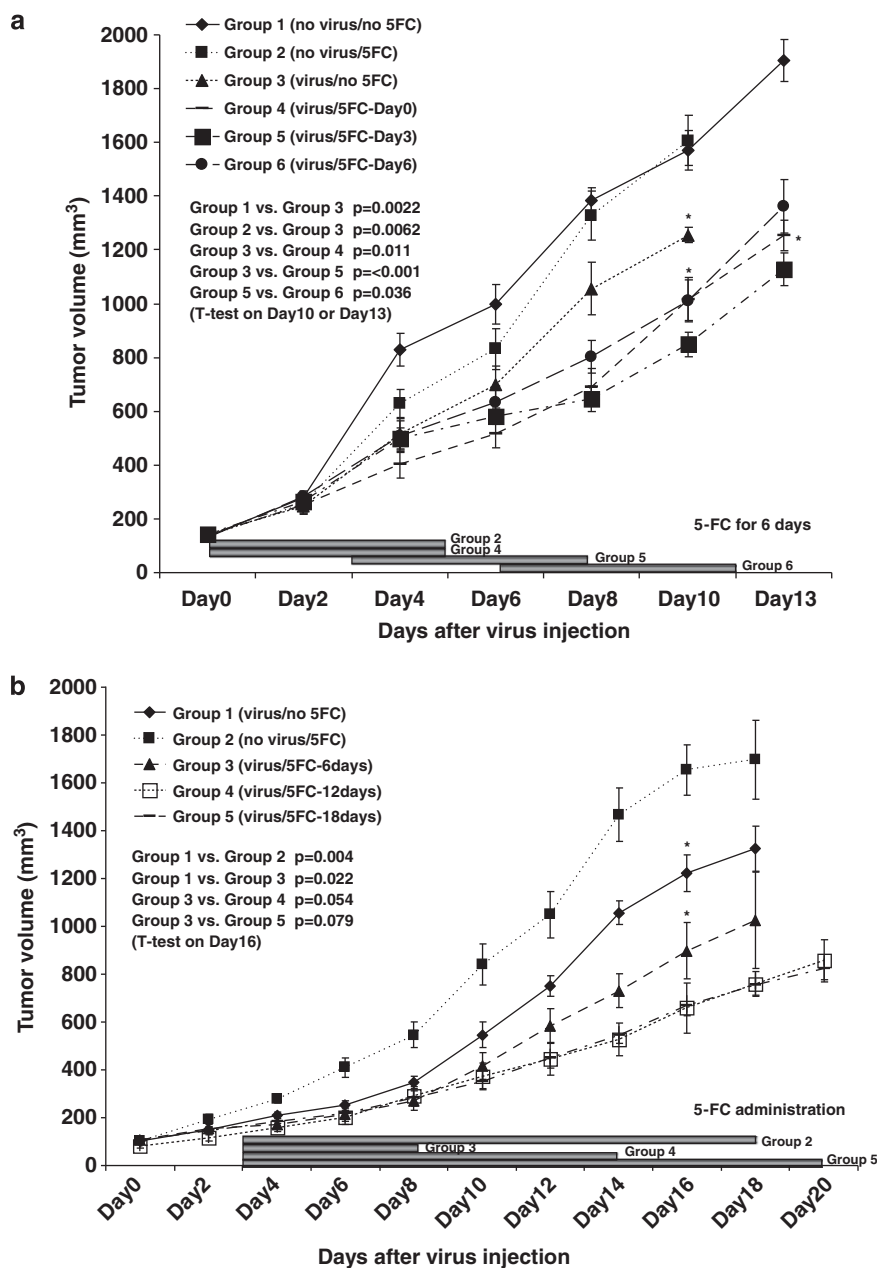 a
2000
1800
1600
1400
1200
1000
800
600
400
200
0
Tumor volume (mm³)
Group 1 (no virus/no 5FC)
Group 2 (no virus/5FC)
Group 3 (virus/no 5FC)
Group 4 (virus/5FC-Day0)
Group 5 (virus/5FC-Day3)
Group 6 (virus/5FC-Day6)
Group 1 vs. Group 3 p=0.0022
Group 2 vs. Group 3 p=0.0062
Group 3 vs. Group 4 p=0.011
Group 3 vs. Group 5 p=<0.001
Group 5 vs. Group 6 p=0.036
(T-test on Day10 or Day13)
*
*
*
5-FC for 6 days
Group 2
Group 4
Group 5
Group 6
Day0 Day2 Day4 Day6 Day8 Day10 Day13
Days after virus injection
b
2000
1800
1600
1400
1200
1000
800
600
400
200
0
Tumor volume (mm³)
Group 1 (virus/no 5FC)
Group 2 (no virus/5FC)
Group 3 (virus/5FC-6days)
Group 4 (virus/5FC-12days)
Group 5 (virus/5FC-18days)
Group 1 vs. Group 2 p=0.004
Group 1 vs. Group 3 p=0.022
Group 3 vs. Group 4 p=0.054
Group 3 vs. Group 5 p=0.079
(T-test on Day16)
*
*
5-FC administration
Group 2
Group 3
Group 4
Group 5
Day0 Day2 Day4 Day6 Day8 Day10 Day12 Day14 Day16 Day18 Day20
Days after virus injection